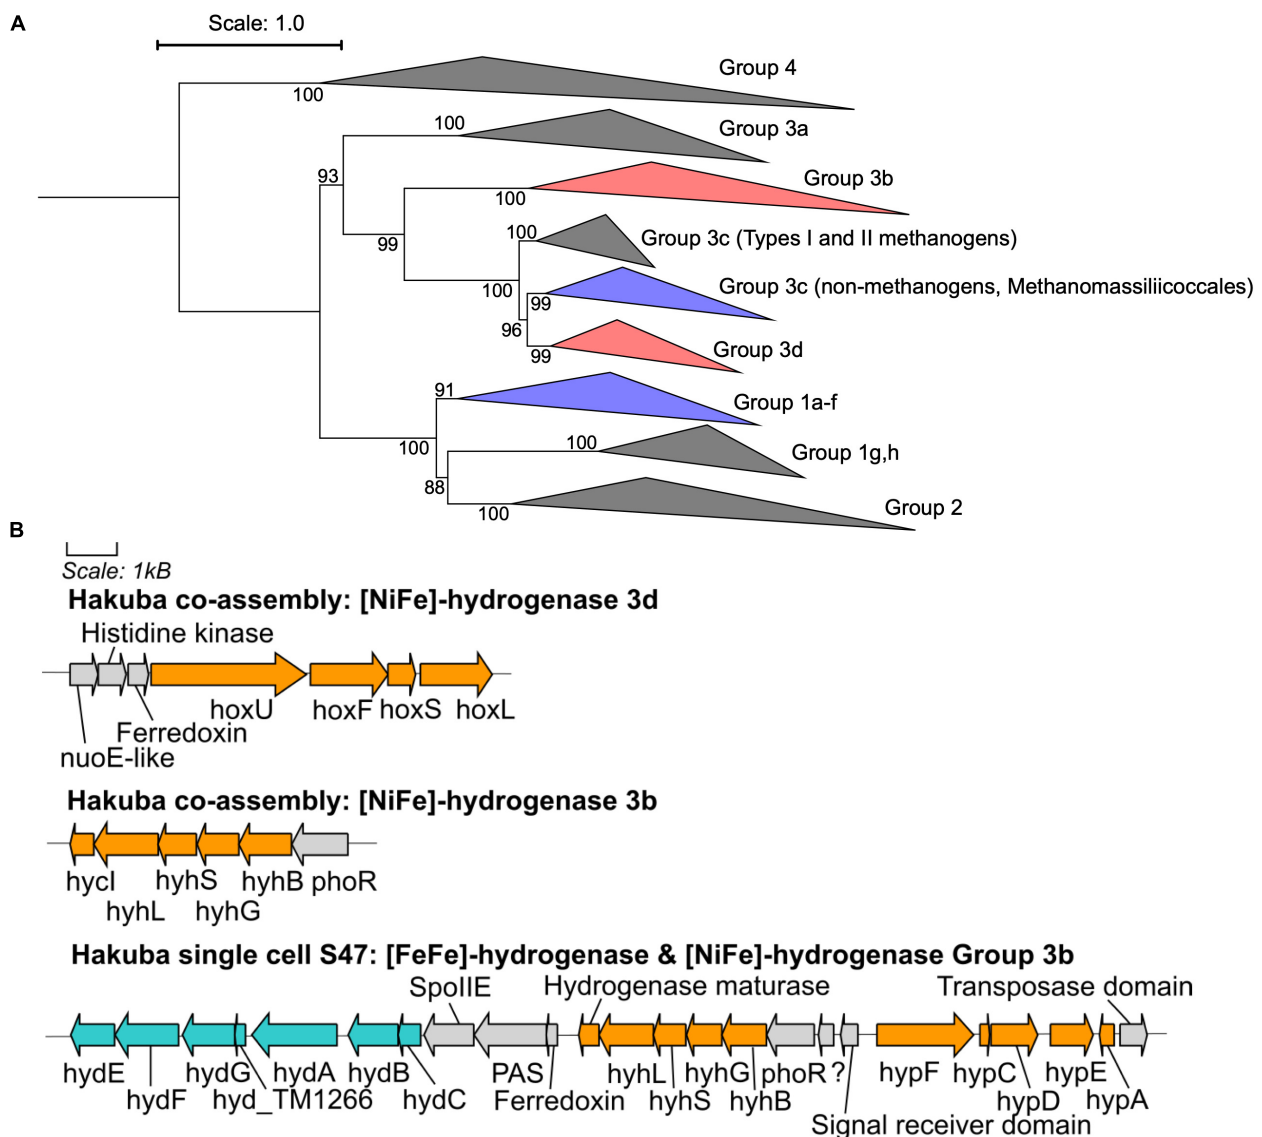 A
Scale: 1.0
Group 4
100
100
Group 3a
93
Group 3b
100
99
100
Group 3c (Types I and II methanogens)
100
Group 3c (non-methanogens, Methanomassiliicoccales)
99
96
99
Group 3d
91
Group 1a-f
100
100
Group 1g,h
88
100
Group 2
B
Scale: 1kB
Hakuba co-assembly: [NiFe]-hydrogenase 3d
Histidine kinase
hoxU hoxF hoxS hoxL
Ferredoxin
nuoE-like
Hakuba co-assembly: [NiFe]-hydrogenase 3b
hycI hyhS hyhB phoR
hyhL hyhG
Hakuba single cell S47: [FeFe]-hydrogenase & [NiFe]-hydrogenase Group 3b
SpoIIE Hydrogenase maturase Transposase domain
hydE hydG hydA hydB PAS hyhL hyhG phoR ? hypF hypC hypE
hydF hyd_TM1266 hydC Ferredoxin hyhS hyhB hypD hypA
Signal receiver domain